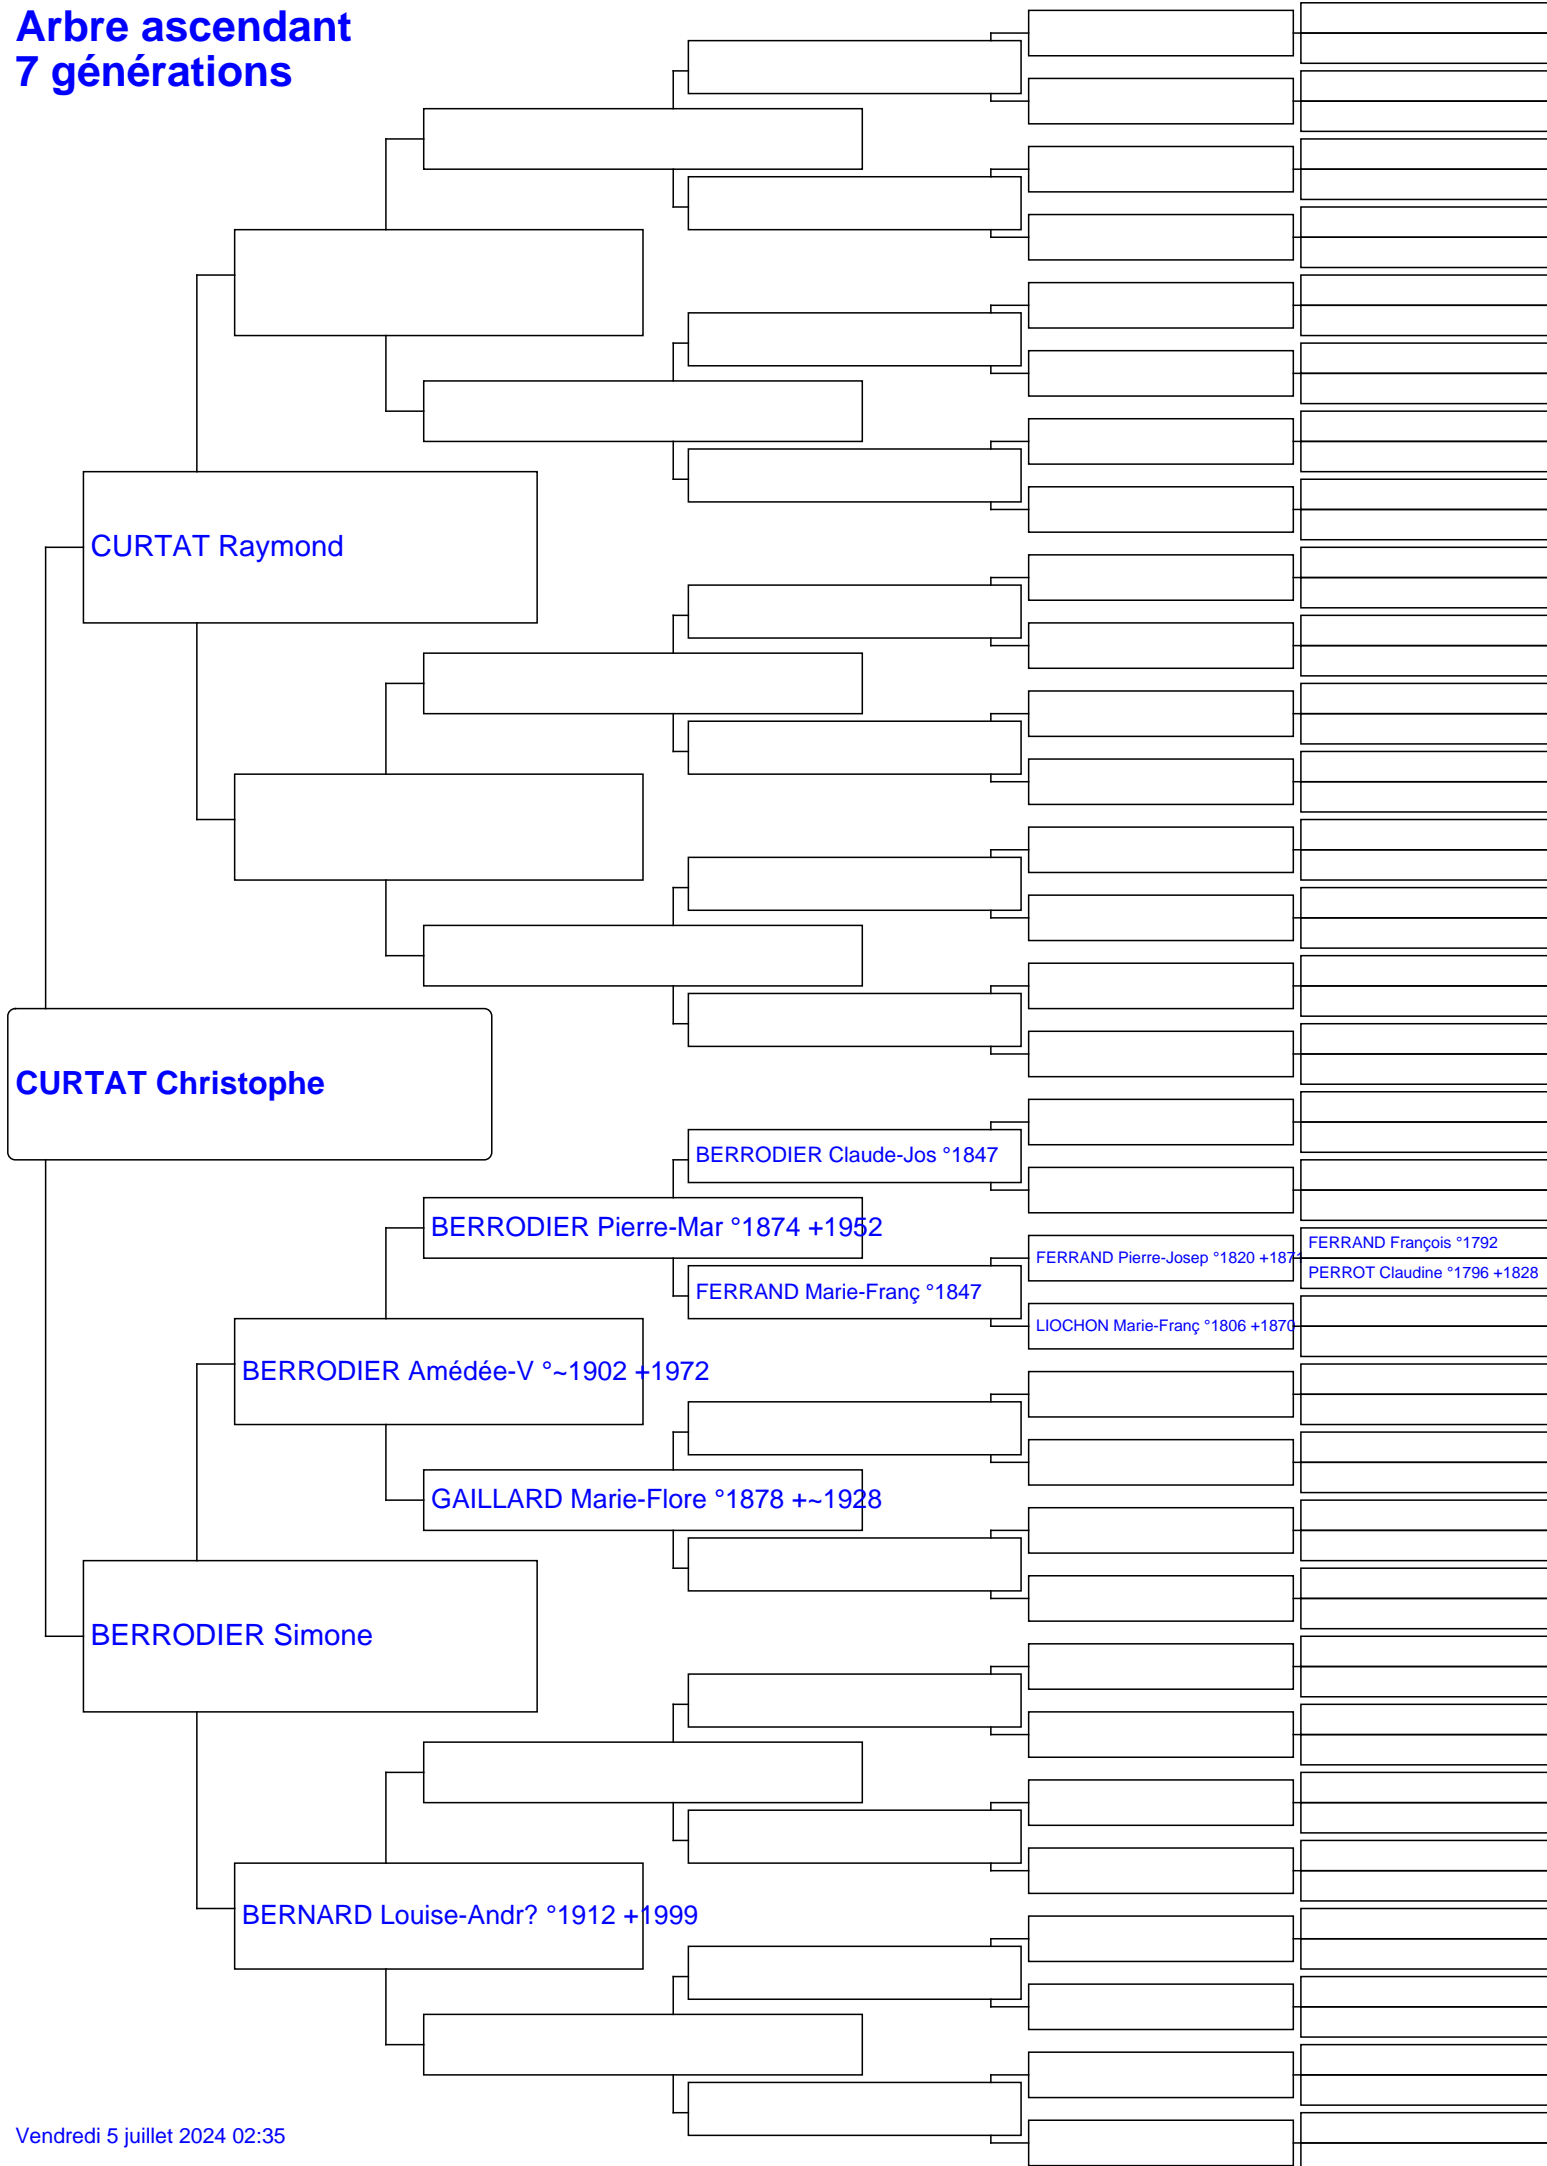 Arbre ascendant
7 générations
CURTAT Raymond
CURTAT Christophe
BERRODIER Claude-Jos °1847
BERRODIER Pierre-Mar °1874 +1952
FERRAND François °1792
FERRAND Pierre-Josep °1820 +1871
PERROT Claudine °1796 +1828
FERRAND Marie-Franç °1847
LIOCHON Marie-Franç °1806 +1870
BERRODIER Amédée-V °~1902 +1972
GAILLARD Marie-Flore °1878 +~1928
BERRODIER Simone
BERNARD Louise-Andr? °1912 +1999
Vendredi 5 juillet 2024 02:35